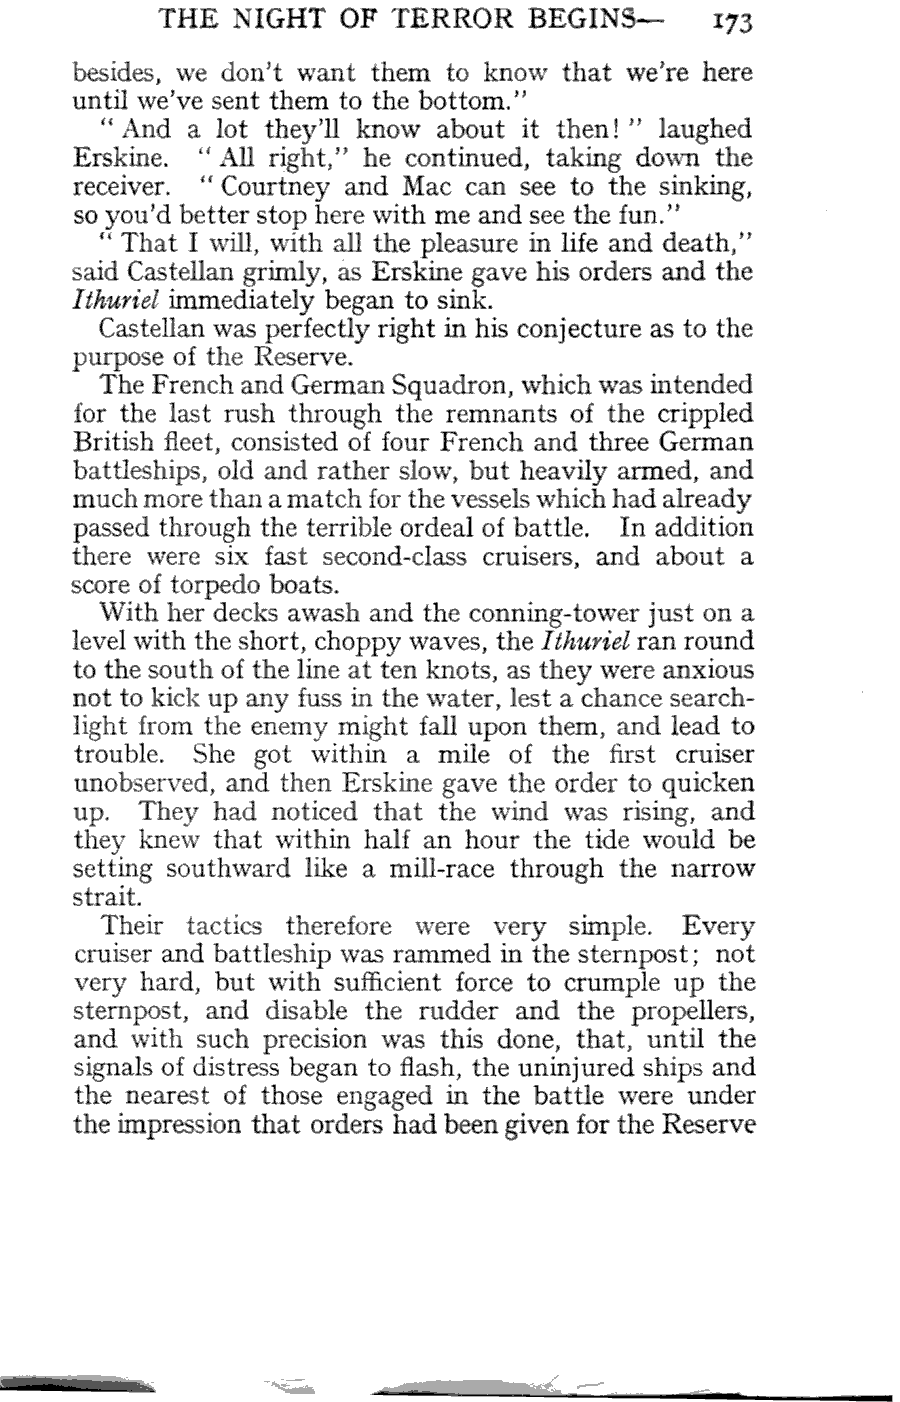 THE NIGHT OF TERROR BEGINS— 173
besides, we don't want them to know that we're here
until we've sent them to the bottom."
"And a lot they'll know about it then!" laughed
Erskine. "All right," he continued, taking down the
receiver. "Courtney and Mac can see to the sinking,
so you'd better stop here with me and see the fun."
"That I will, with all the pleasure in life and death,"
said Castellan grimly, as Erskine gave his orders and the
Ithuriel immediately began to sink.
Castellan was perfectly right in his conjecture as to the
purpose of the Reserve.
The French and German Squadron, which was intended
for the last rush through the remnants of the crippled
British fleet, consisted of four French and three German
battleships, old and rather slow, but heavily armed, and
much more than a match for the vessels which had already
passed through the terrible ordeal of battle. In addition
there were six fast second-class cruisers, and about a
score of torpedo boats.
With her decks awash and the conning-tower just on a
level with the short, choppy waves, the Ithuriel ran round
to the south of the line at ten knots, as they were anxious
not to kick up any fuss in the water, lest a chance search-
light from the enemy might fall upon them, and lead to
trouble. She got within a mile of the first cruiser
unobserved, and then Erskine gave the order to quicken
up. They had noticed that the wind was rising, and
they knew that within half an hour the tide would be
setting southward like a mill-race through the narrow
strait.
Their tactics therefore were very simple. Every
cruiser and battleship was rammed in the sternpost; not
very hard, but with sufficient force to crumple up the
sternpost, and disable the rudder and the propellers,
and with such precision was this done, that, until the
signals of distress began to flash, the uninjured ships and
the nearest of those engaged in the battle were under
the impression that orders had been given for the Reserve